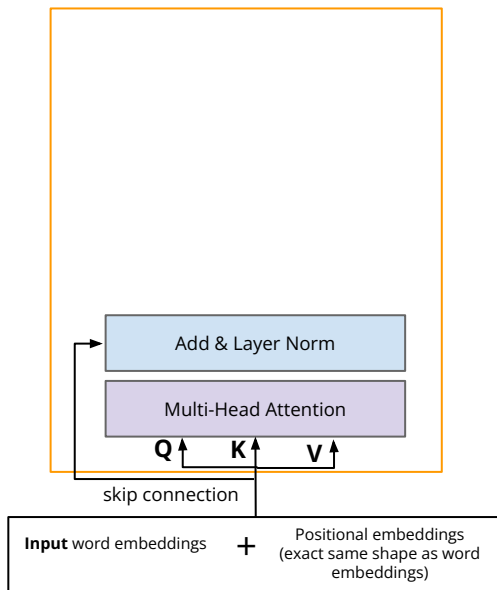 Add & Layer Norm
Multi-Head Attention
Q K V
skip connection
Input word embeddings + Positional embeddings
(exact same shape as word
embeddings)